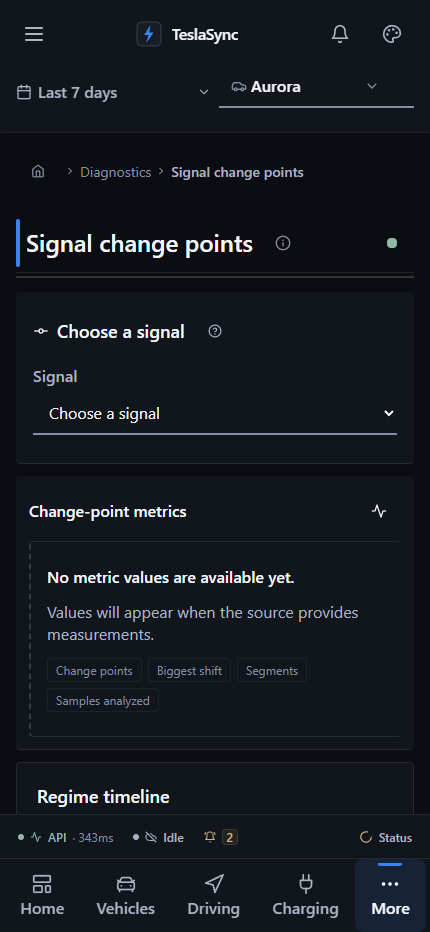 TeslaSync
Last 7 days
Aurora
Diagnostics
Signal change points
Signal change points
Choose a signal
Signal
Choose a signal
Change-point metrics
No metric values are available yet.
Values will appear when the source provides
measurements.
Change points
Biggest shift
Segments
Samples analyzed
Regime timeline
API · 343ms
Idle
2
Status
Home
Vehicles
Driving
Charging
More